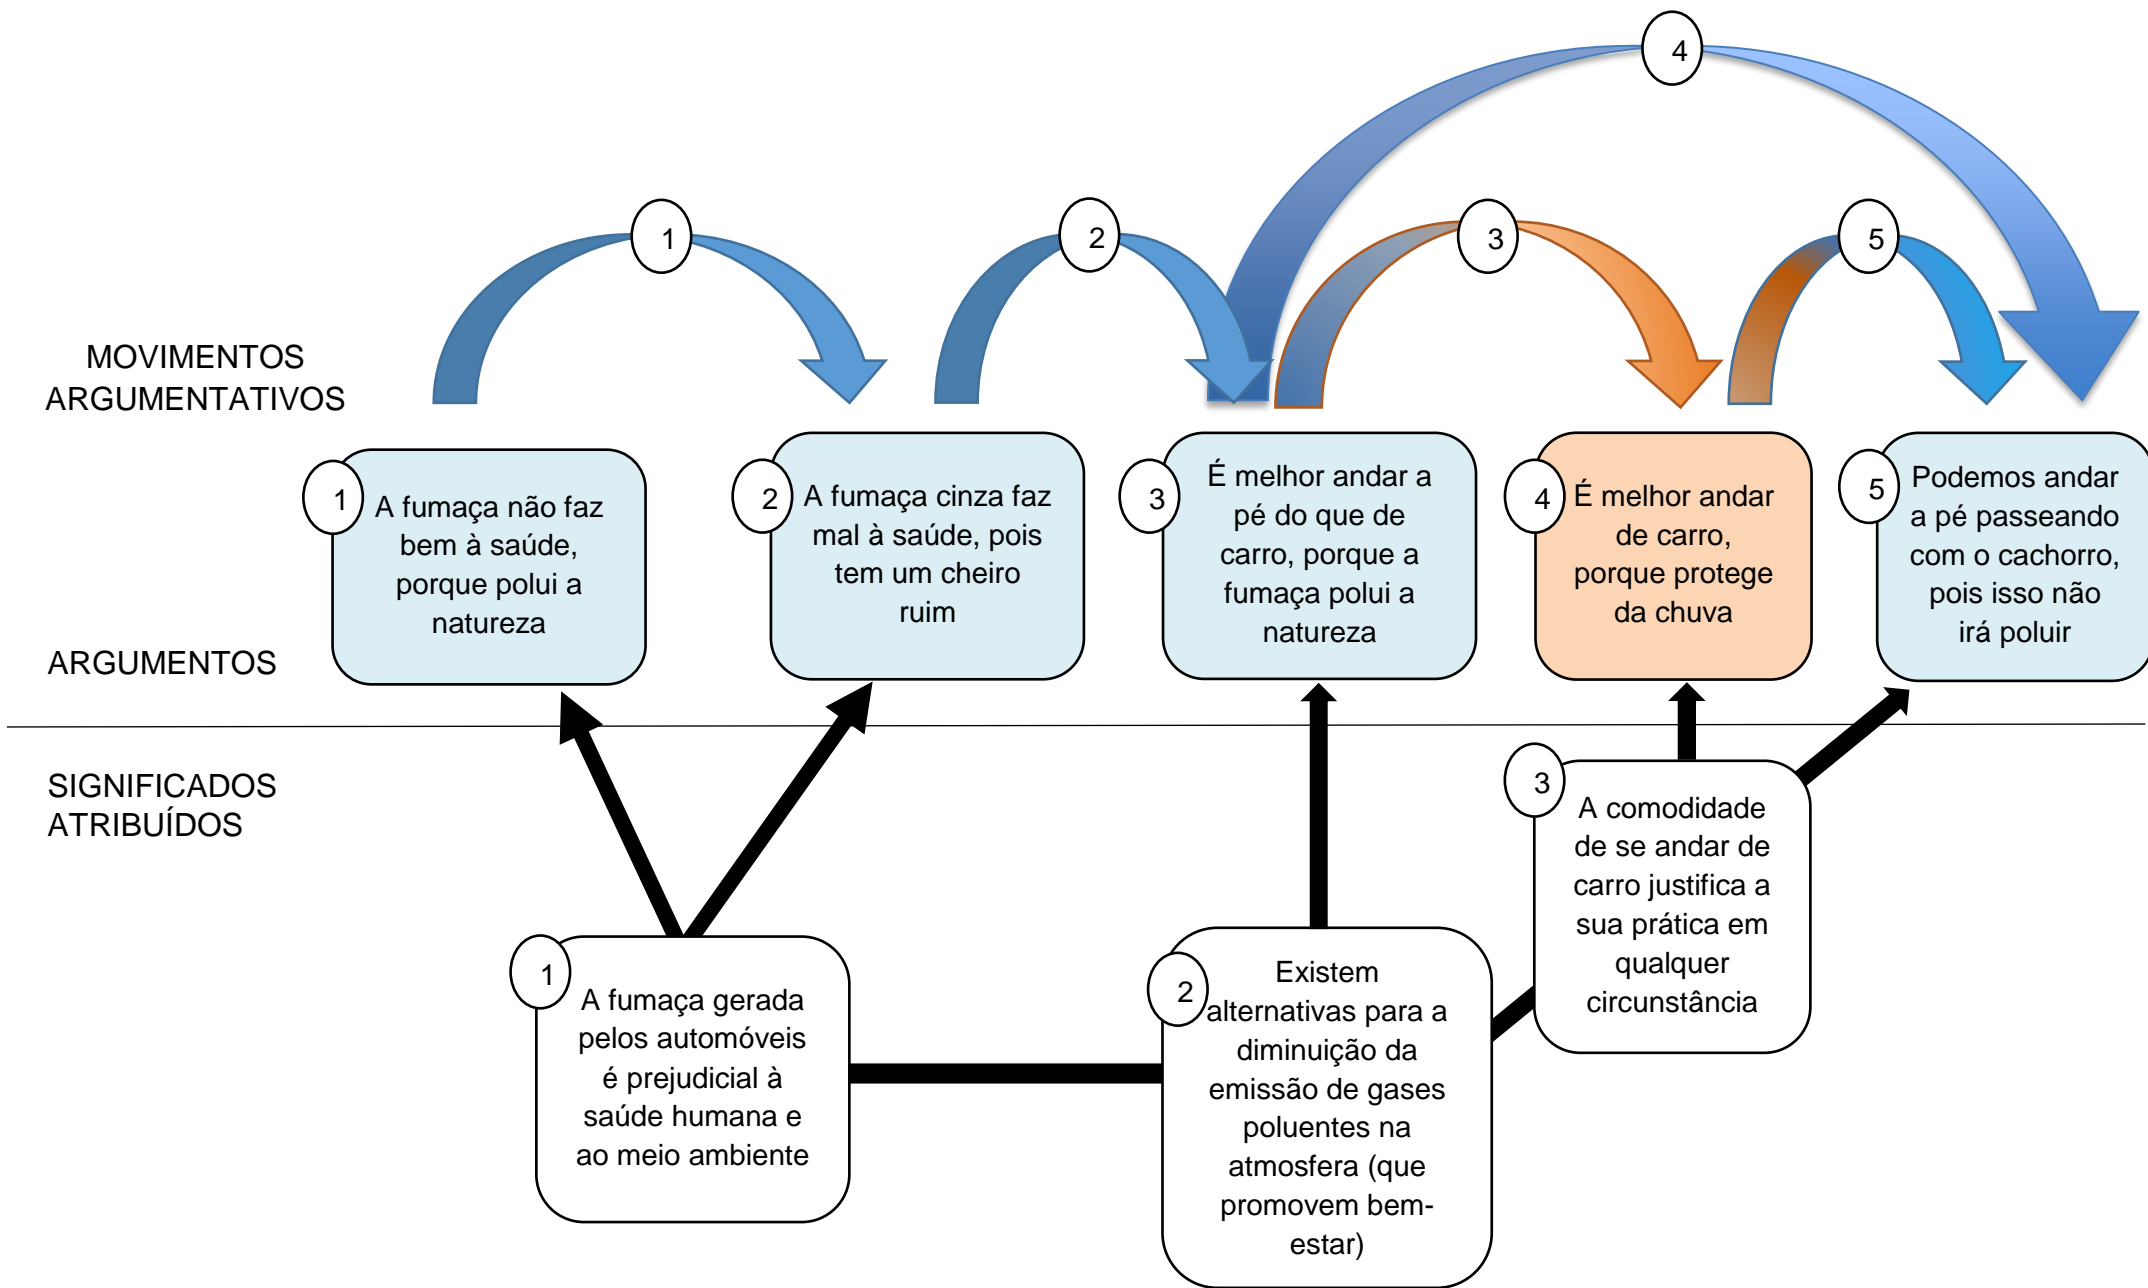 4
1
2
3
5
MOVIMENTOS
ARGUMENTATIVOS
1
A fumaça não faz
bem à saúde,
porque polui a
natureza
2
A fumaça cinza faz
mal à saúde, pois
tem um cheiro
ruim
3
É melhor andar a
pé do que de
carro, porque a
fumaça polui a
natureza
4
É melhor andar
de carro,
porque protege
da chuva
5
Podemos andar
a pé passeando
com o cachorro,
pois isso não
irá poluir
ARGUMENTOS
SIGNIFICADOS
ATRIBUÍDOS
1
A fumaça gerada
pelos automóveis
é prejudicial à
saúde humana e
ao meio ambiente
2
Existem
alternativas para a
diminuição da
emissão de gases
poluentes na
atmosfera (que
promovem bem-
estar)
3
A comodidade
de se andar de
carro justifica a
sua prática em
qualquer
circunstância